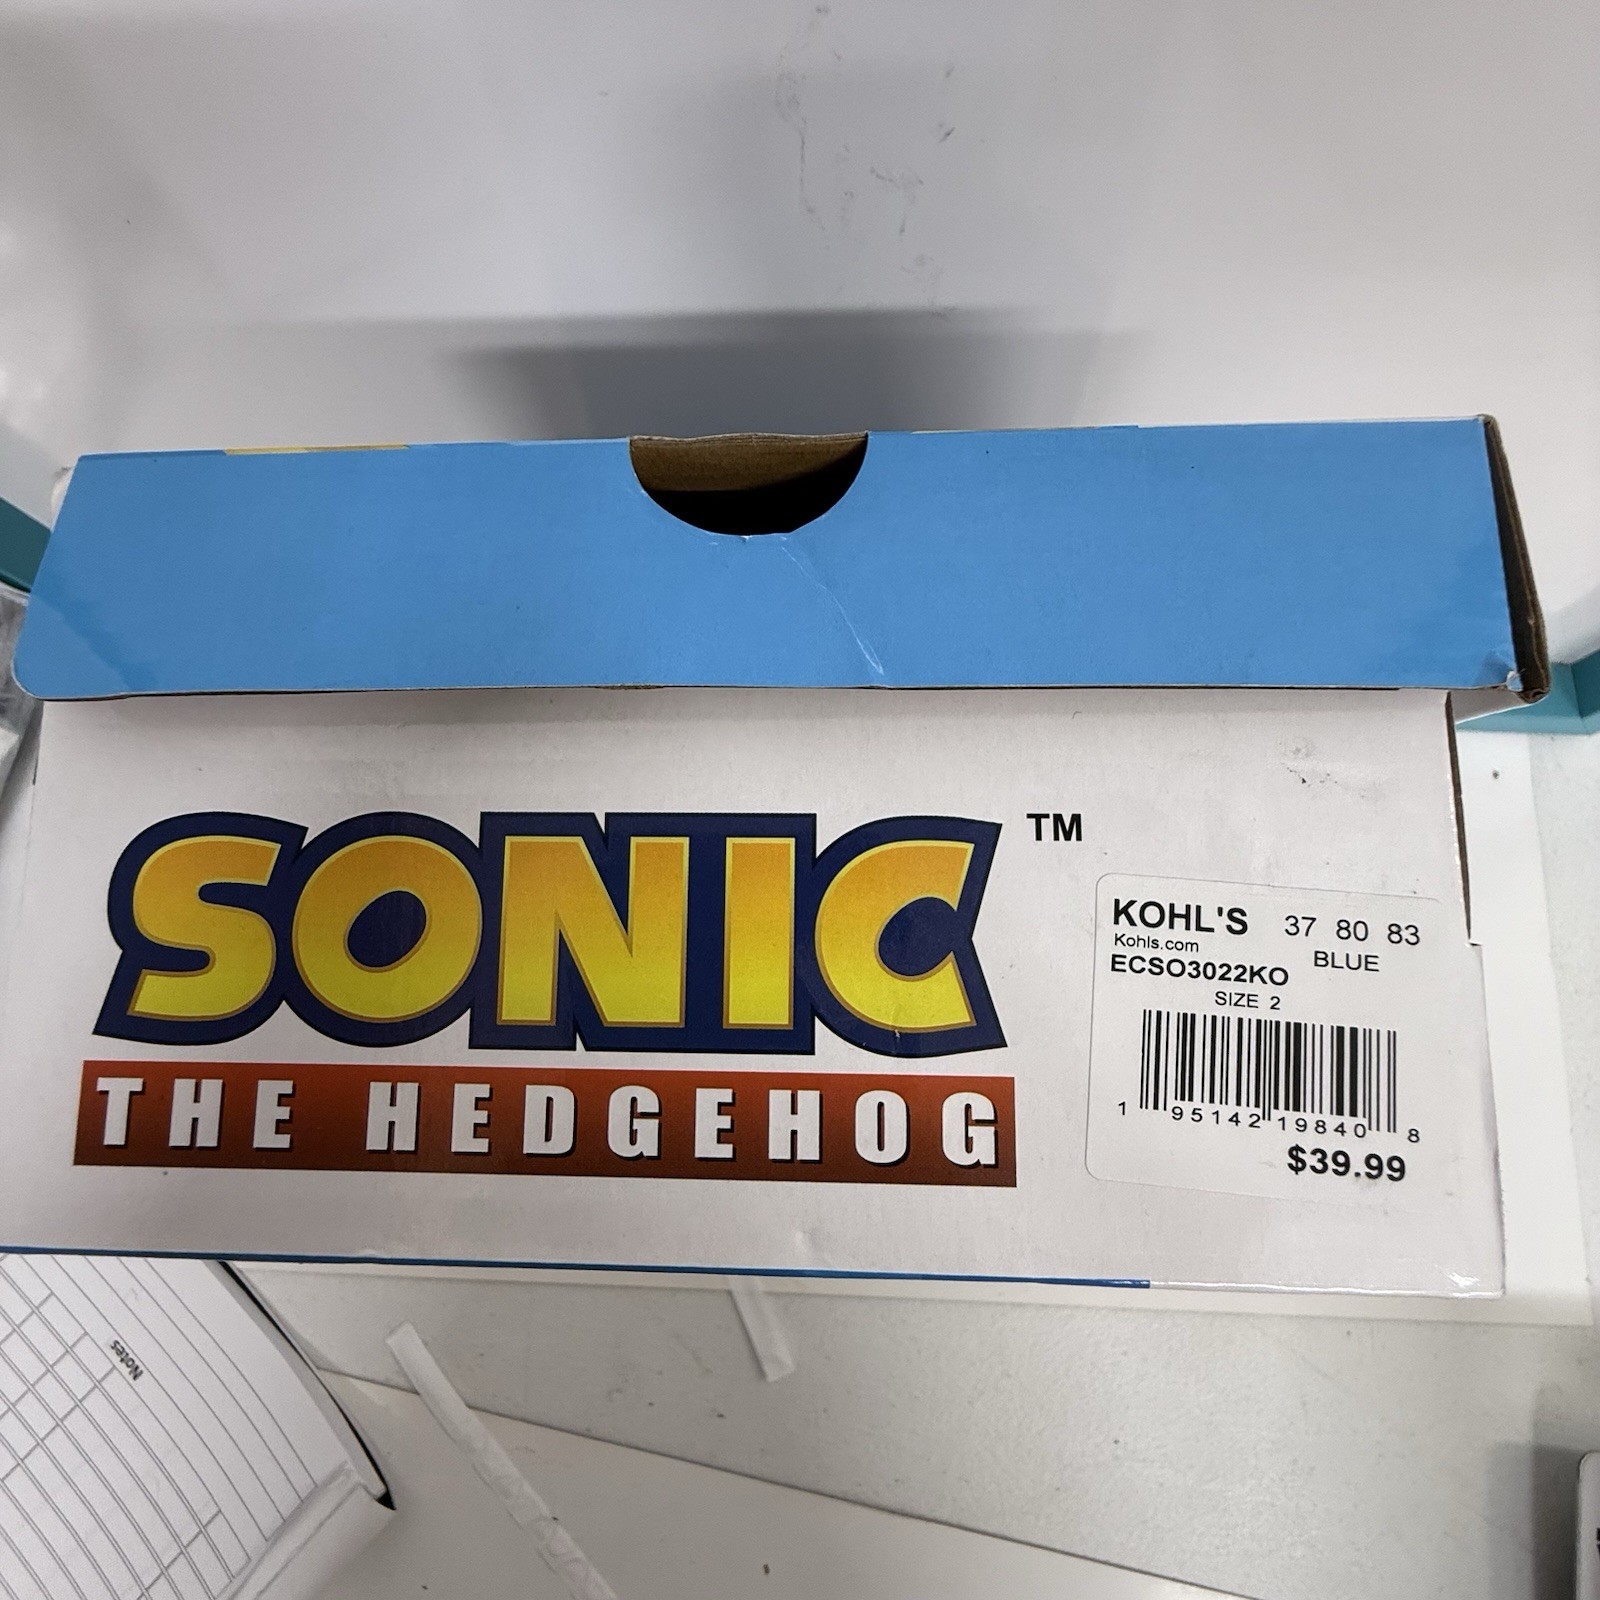 SONIC ™
THE HEDGEHOG
KOHL'S 37 80 83
Kohls.com BLUE
ECSO3022KO
SIZE 2
1 95142 19840 8
$39.99
Notes